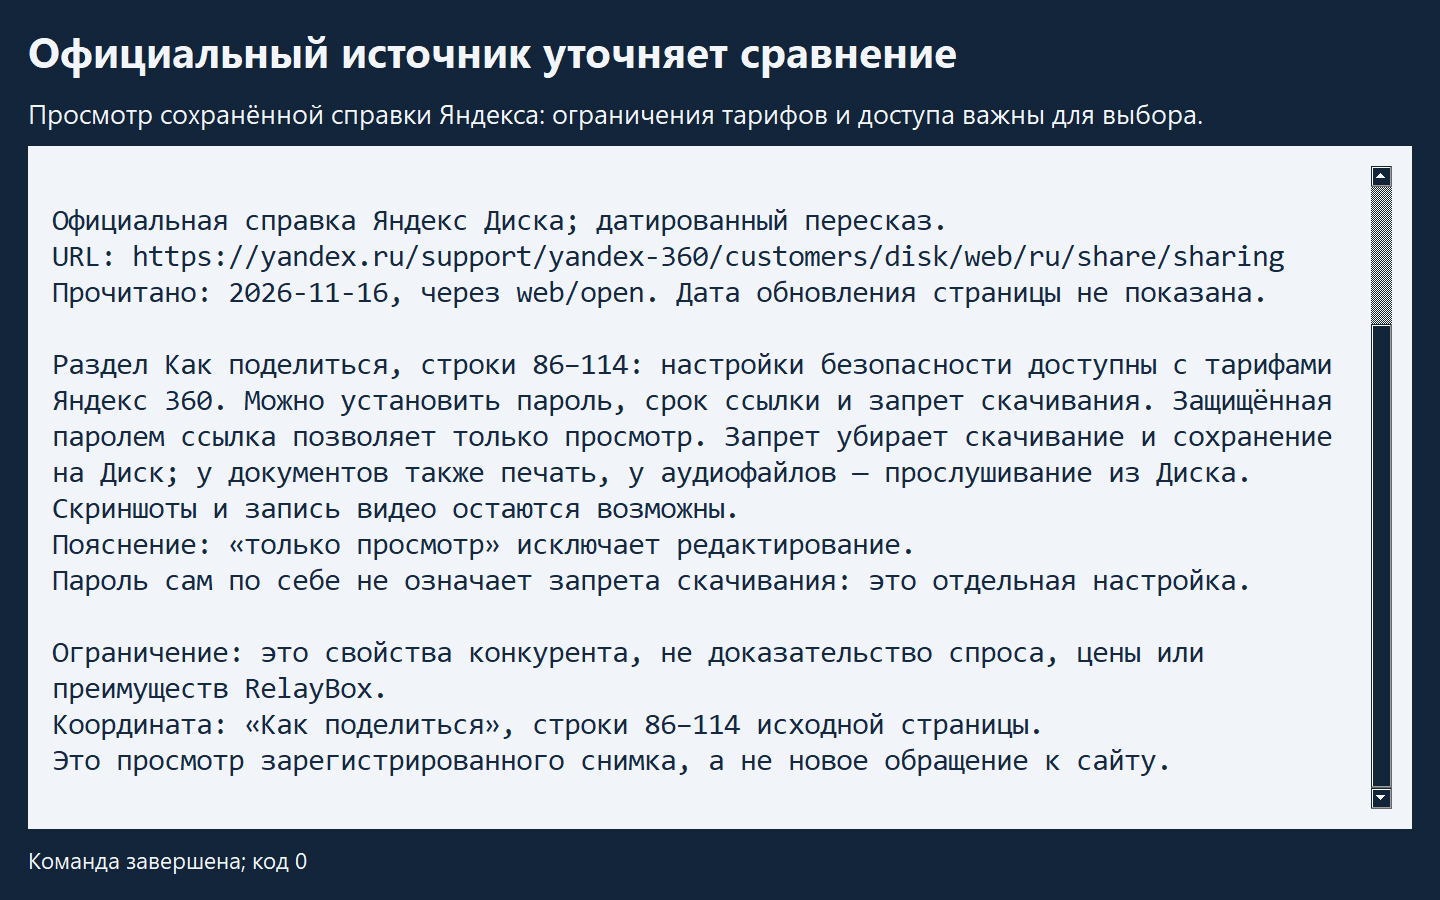 Официальный источник уточняет сравнение
Просмотр сохранённой справки Яндекса: ограничения тарифов и доступа важны для выбора.
Официальная справка Яндекс Диска; датированный пересказ.
URL: https://yandex.ru/support/yandex-360/customers/disk/web/ru/share/sharing
Прочитано: 2026-11-16, через web/open. Дата обновления страницы не показана.
Раздел Как поделиться, строки 86–114: настройки безопасности доступны с тарифами
Яндекс 360. Можно установить пароль, срок ссылки и запрет скачивания. Защищённая
паролем ссылка позволяет только просмотр. Запрет убирает скачивание и сохранение
на Диск; у документов также печать, у аудиофайлов — прослушивание из Диска.
Скриншоты и запись видео остаются возможны.
Пояснение: «только просмотр» исключает редактирование.
Пароль сам по себе не означает запрета скачивания: это отдельная настройка.
Ограничение: это свойства конкурента, не доказательство спроса, цены или
преимуществ RelayBox.
Координата: «Как поделиться», строки 86–114 исходной страницы.
Это просмотр зарегистрированного снимка, а не новое обращение к сайту.
Команда завершена; код 0